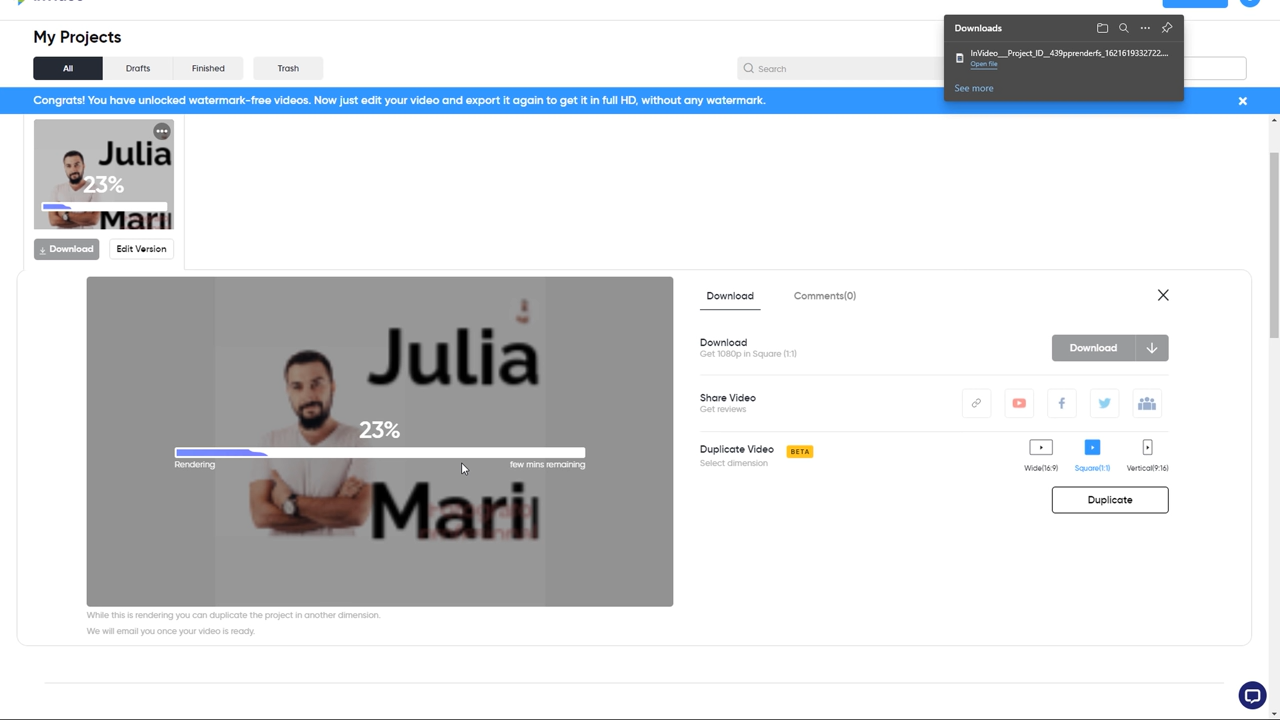 My Projects
All
Drafts
Finished
Trash
Search
Downloads
InVideo__Project_ID__439pprenderfs_1621619332722....
Open file
See more
Congrats! You have unlocked watermark-free videos. Now just edit your video and export it again to get it in full HD, without any watermark.
Julia
23%
Marii
Download
Edit Version
Julia
23%
Rendering
few mins remaining
Marii
While this is rendering you can duplicate the project in another dimension.
We will email you once your video is ready.
Download
Comments(0)
Download
Get 1080p in Square (1:1)
Download
Share Video
Get reviews
Duplicate Video
BETA
Select dimension
Wide(16:9)
Square(1:1)
Vertical(9:16)
Duplicate